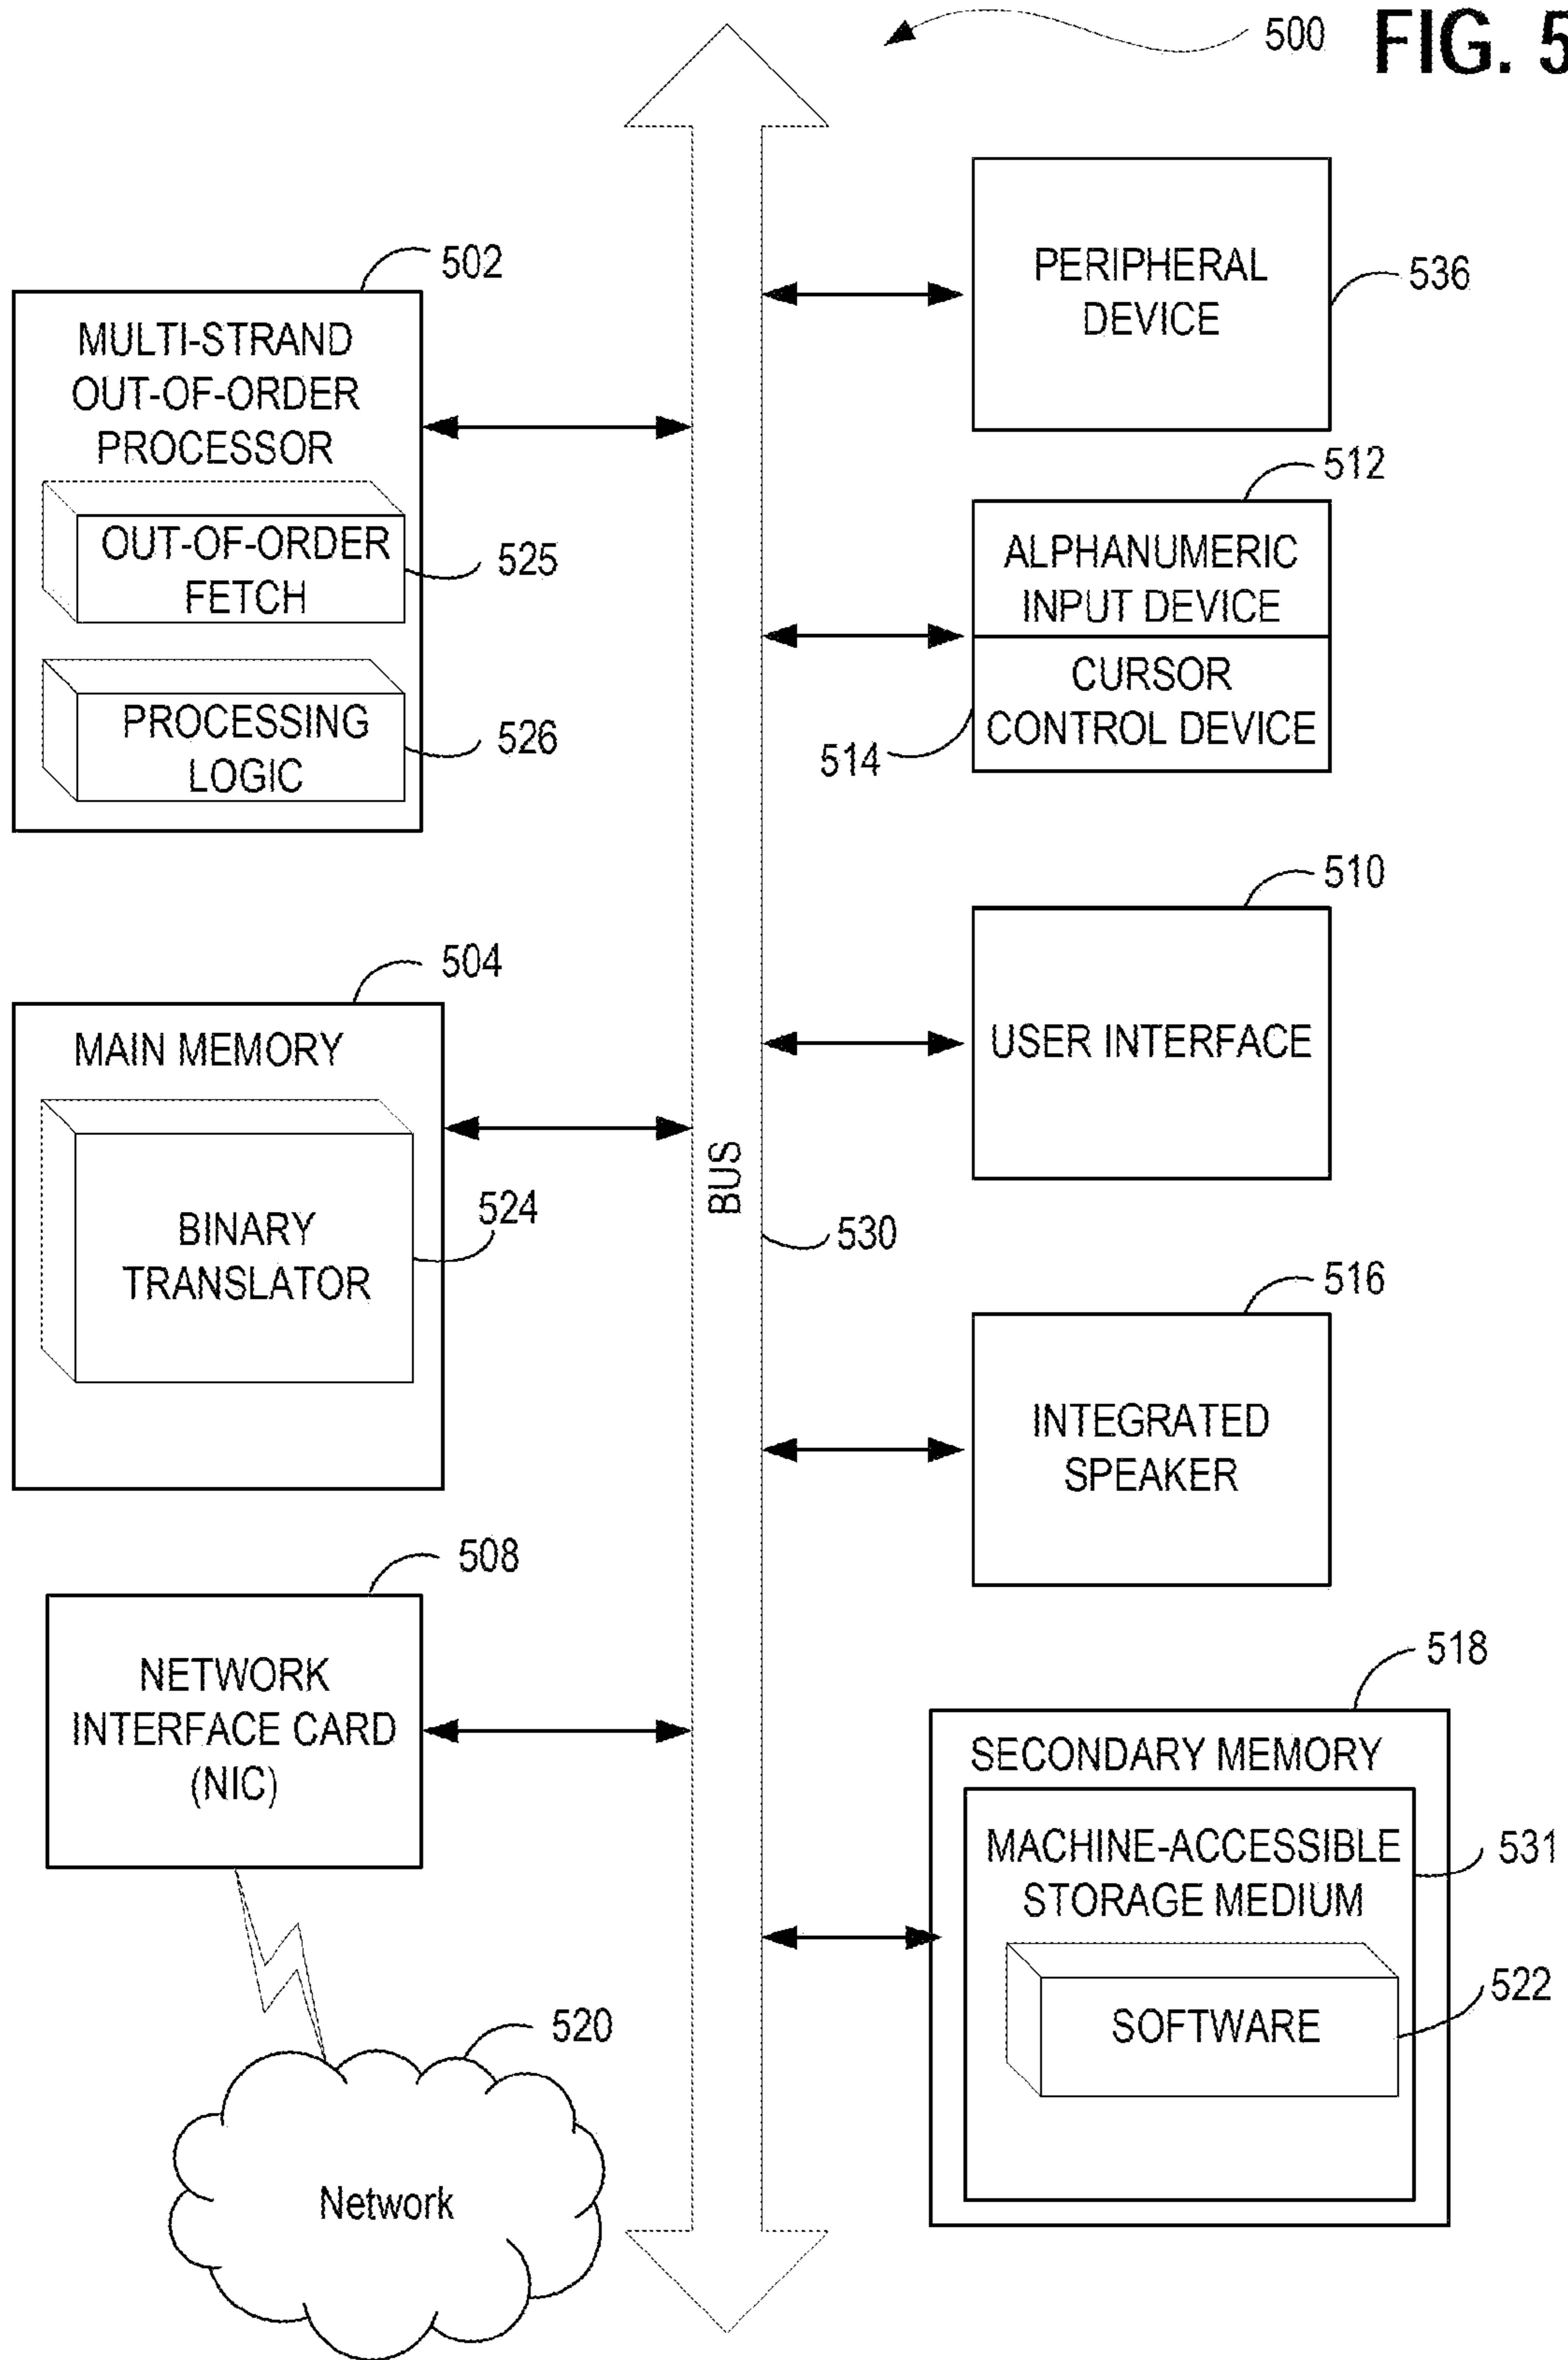 500
FIG. 5
502
MULTI-STRAND
OUT-OF-ORDER
PROCESSOR
OUT-OF-ORDER
FETCH
525
PROCESSING
LOGIC
526
504
MAIN MEMORY
BINARY
TRANSLATOR
524
508
NETWORK
INTERFACE CARD
(NIC)
520
Network
BUS
530
PERIPHERAL
DEVICE
536
512
ALPHANUMERIC
INPUT DEVICE
CURSOR
CONTROL DEVICE
514
510
USER INTERFACE
516
INTEGRATED
SPEAKER
518
SECONDARY MEMORY
MACHINE-ACCESSIBLE
STORAGE MEDIUM
531
SOFTWARE
522